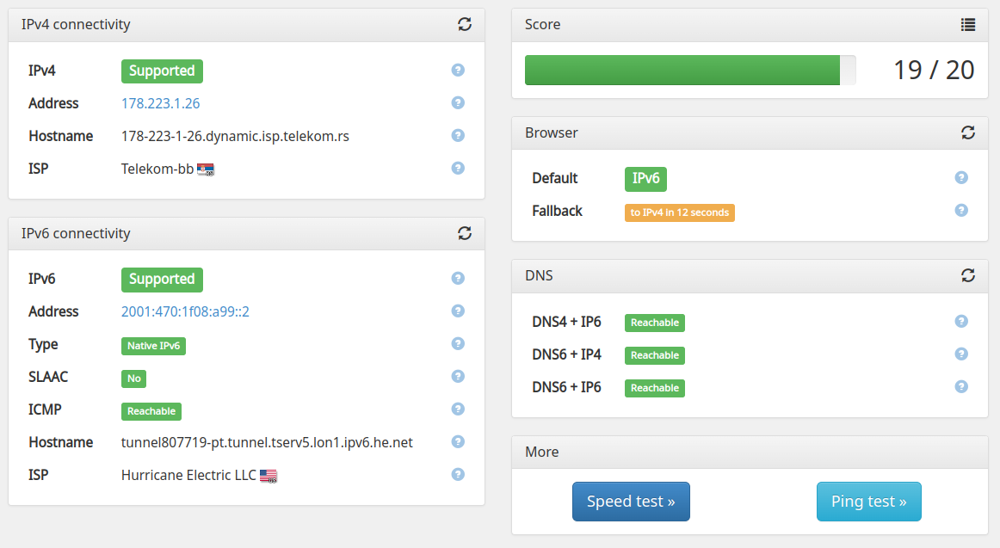 IPv4 connectivity
IPv4 Supported
Address 178.223.1.26
Hostname 178-223-1-26.dynamic.isp.telekom.rs
ISP Telekom-bb RS
IPv6 connectivity
IPv6 Supported
Address 2001:470:1f08:a99::2
Type Native IPv6
SLAAC No
ICMP Reachable
Hostname tunnel807719-pt.tunnel.tserv5.lon1.ipv6.he.net
ISP Hurricane Electric LLC US
Score
19 / 20
Browser
Default IPv6
Fallback to IPv4 in 12 seconds
DNS
DNS4 + IP6 Reachable
DNS6 + IP4 Reachable
DNS6 + IP6 Reachable
More
Speed test »
Ping test »